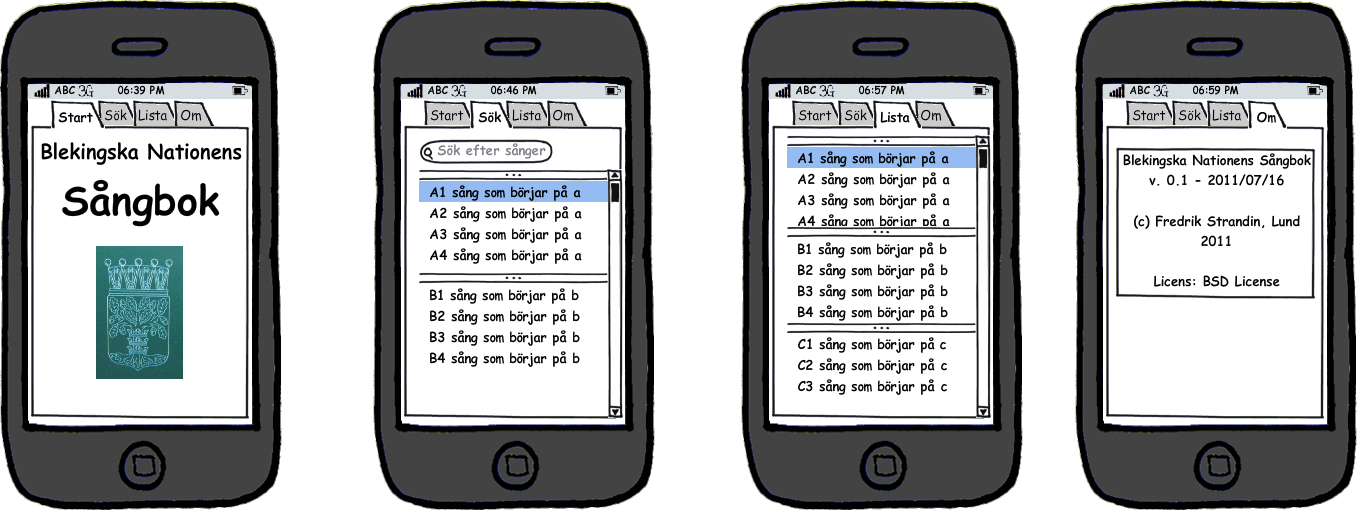 ABC 3G 06:39 PM
Start Sök Lista Om
Blekingska Nationens
Sångbok
ABC 3G 06:46 PM
Start Sök Lista Om
Sök efter sånger
A1 sång som börjar på a
A2 sång som börjar på a
A3 sång som börjar på a
A4 sång som börjar på a
B1 sång som börjar på b
B2 sång som börjar på b
B3 sång som börjar på b
B4 sång som börjar på b
ABC 3G 06:57 PM
Start Sök Lista Om
A1 sång som börjar på a
A2 sång som börjar på a
A3 sång som börjar på a
A4 sång som börjar på a
B1 sång som börjar på b
B2 sång som börjar på b
B3 sång som börjar på b
B4 sång som börjar på b
C1 sång som börjar på c
C2 sång som börjar på c
C3 sång som börjar på c
ABC 3G 06:59 PM
Start Sök Lista Om
Blekingska Nationens Sångbok
v. 0.1 - 2011/07/16
(c) Fredrik Strandin, Lund
2011
Licens: BSD License